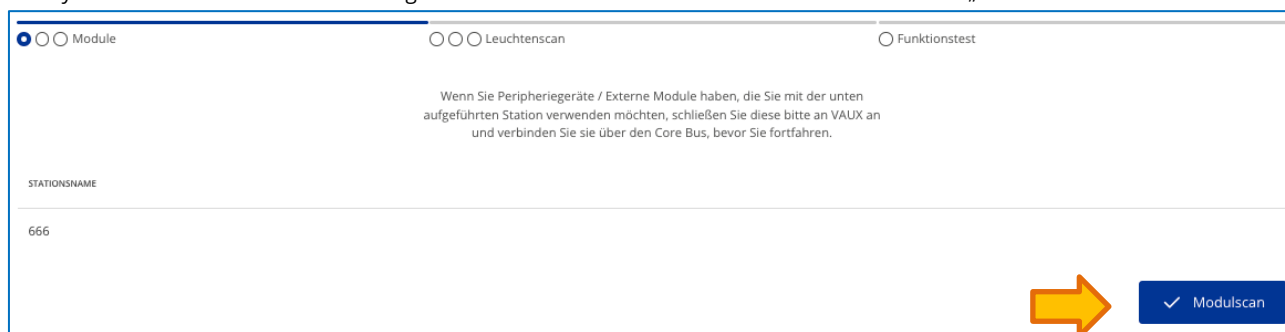 Module
Leuchtenscan
Funktionstest
Wenn Sie Peripheriegeräte / Externe Module haben, die Sie mit der unten
aufgeführten Station verwenden möchten, schließen Sie diese bitte an VAUX an
und verbinden Sie sie über den Core Bus, bevor Sie fortfahren.
STATIONSNAME
666
Modulscan